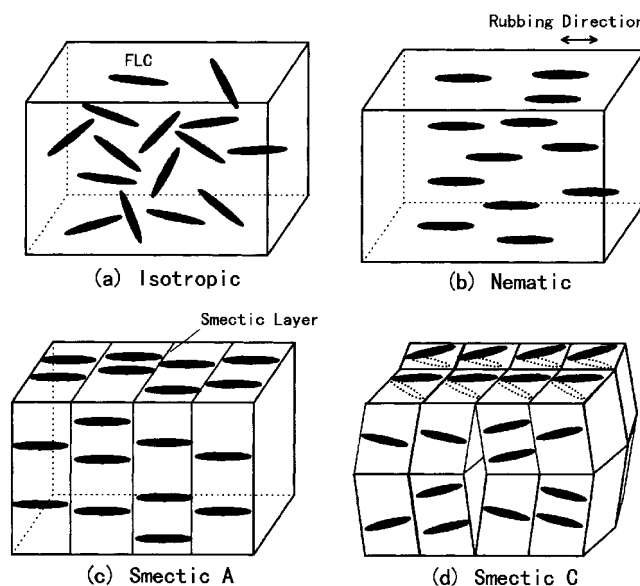 Rubbing Direction
FLC
(a) Isotropic
(b) Nematic
Smectic Layer
(c) Smectic A
(d) Smectic C